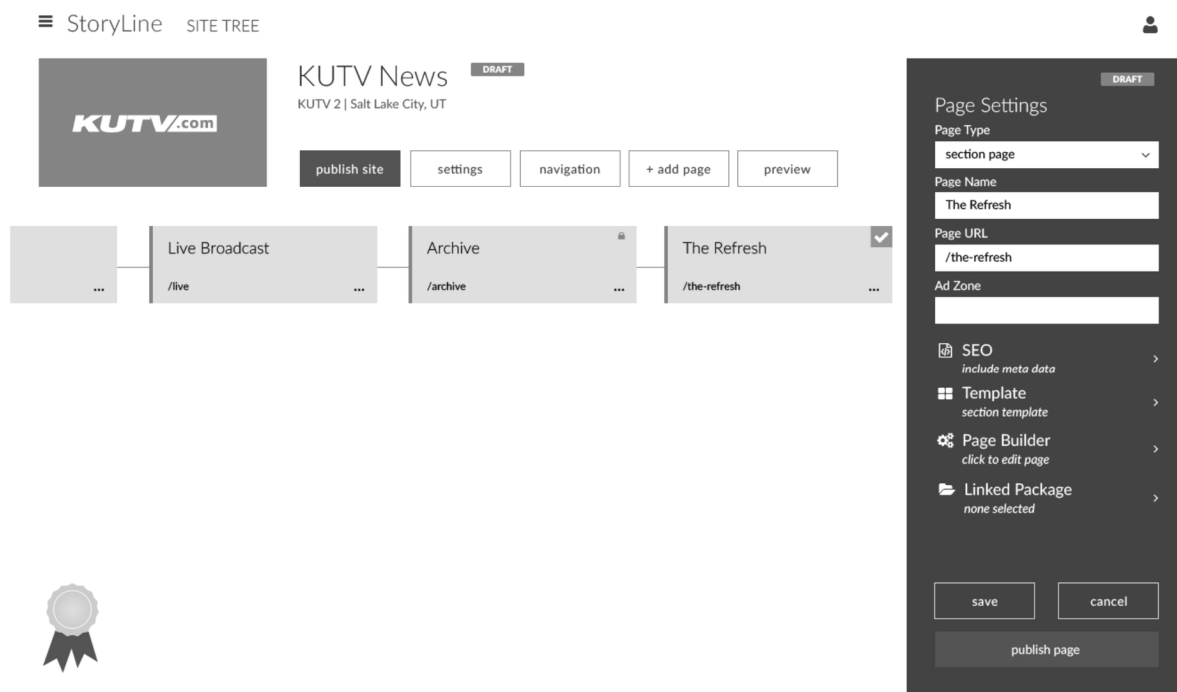 StoryLine SITE TREE
KUTV.com
KUTV News DRAFT
KUTV 2 | Salt Lake City, UT
publish site settings navigation + add page preview
...
Live Broadcast
/live ...
Archive
/archive ...
The Refresh
/the-refresh ...
DRAFT
Page Settings
Page Type
section page
Page Name
The Refresh
Page URL
/the-refresh
Ad Zone
SEO
include meta data
Template
section template
Page Builder
click to edit page
Linked Package
none selected
save cancel
publish page